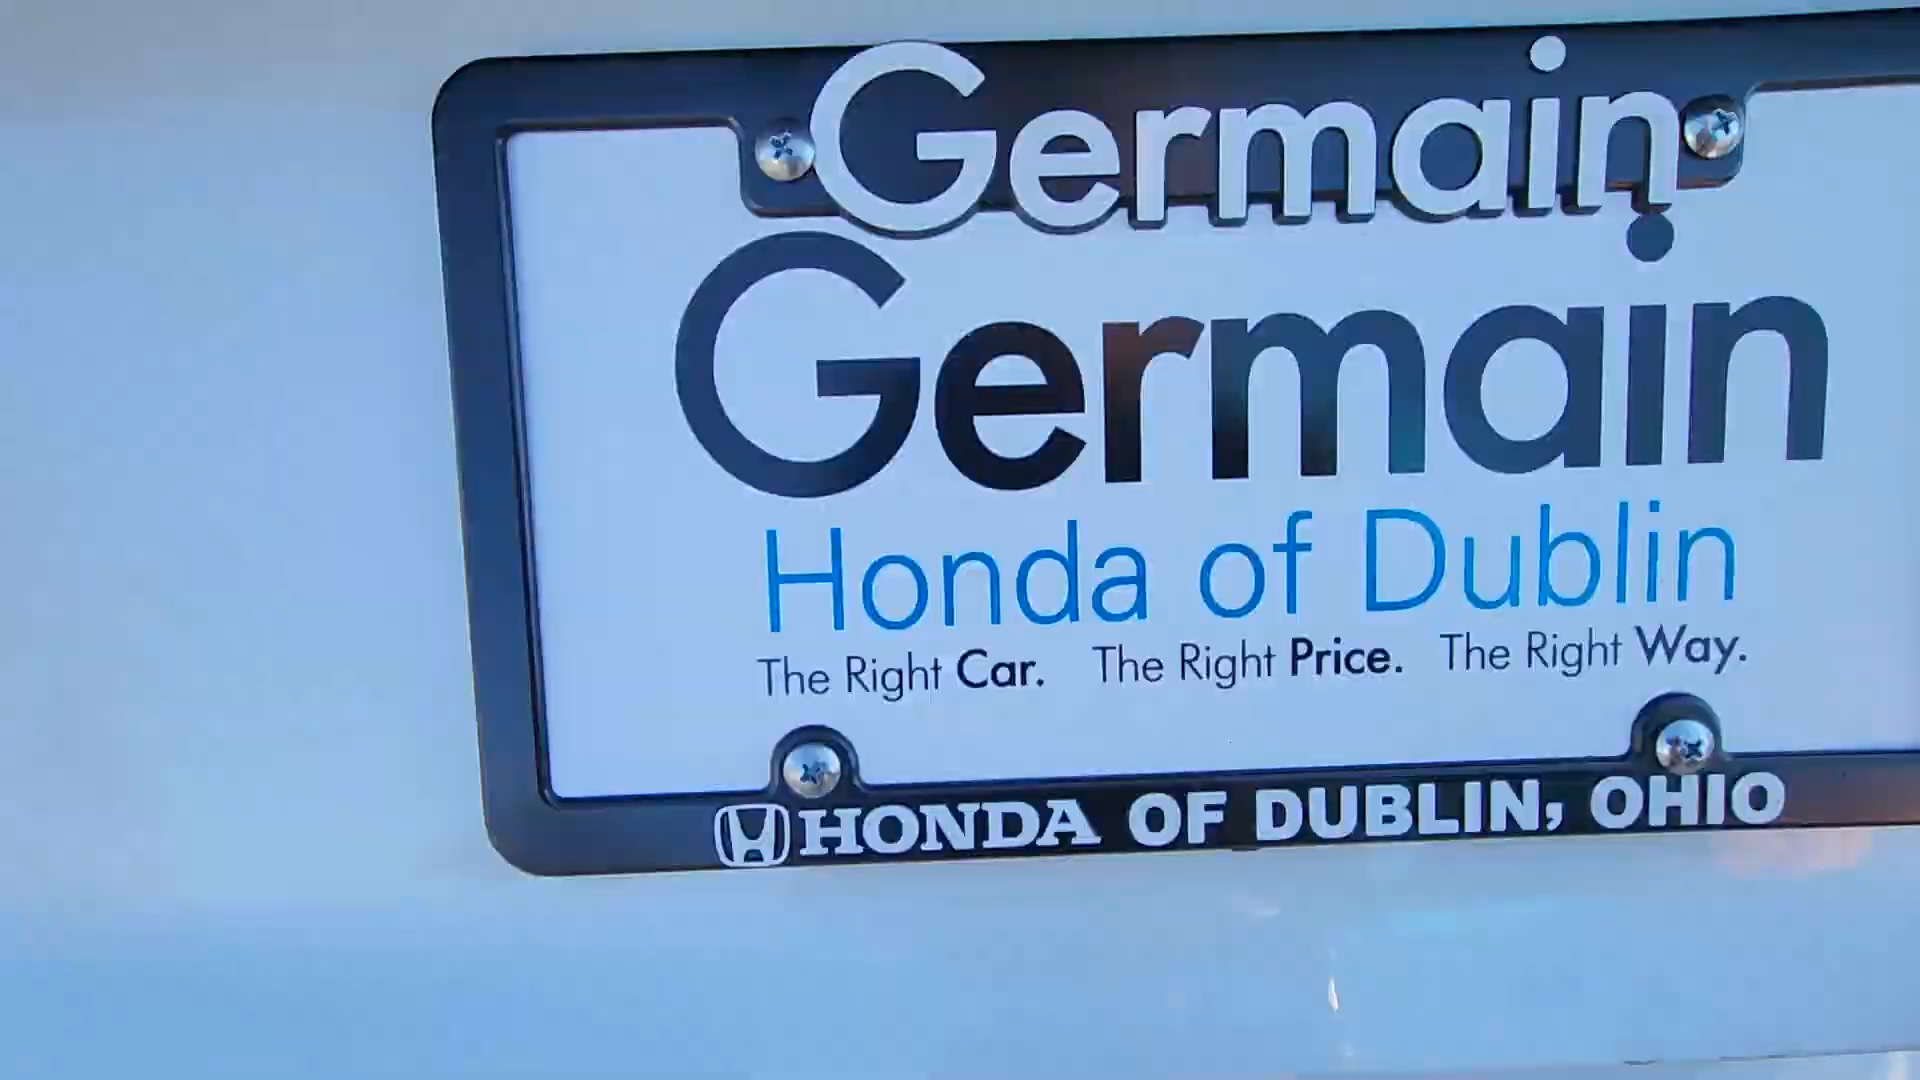 Germain
Germain
Honda of Dublin
The Right Car. The Right Price. The Right Way.
HONDA OF DUBLIN, OHIO